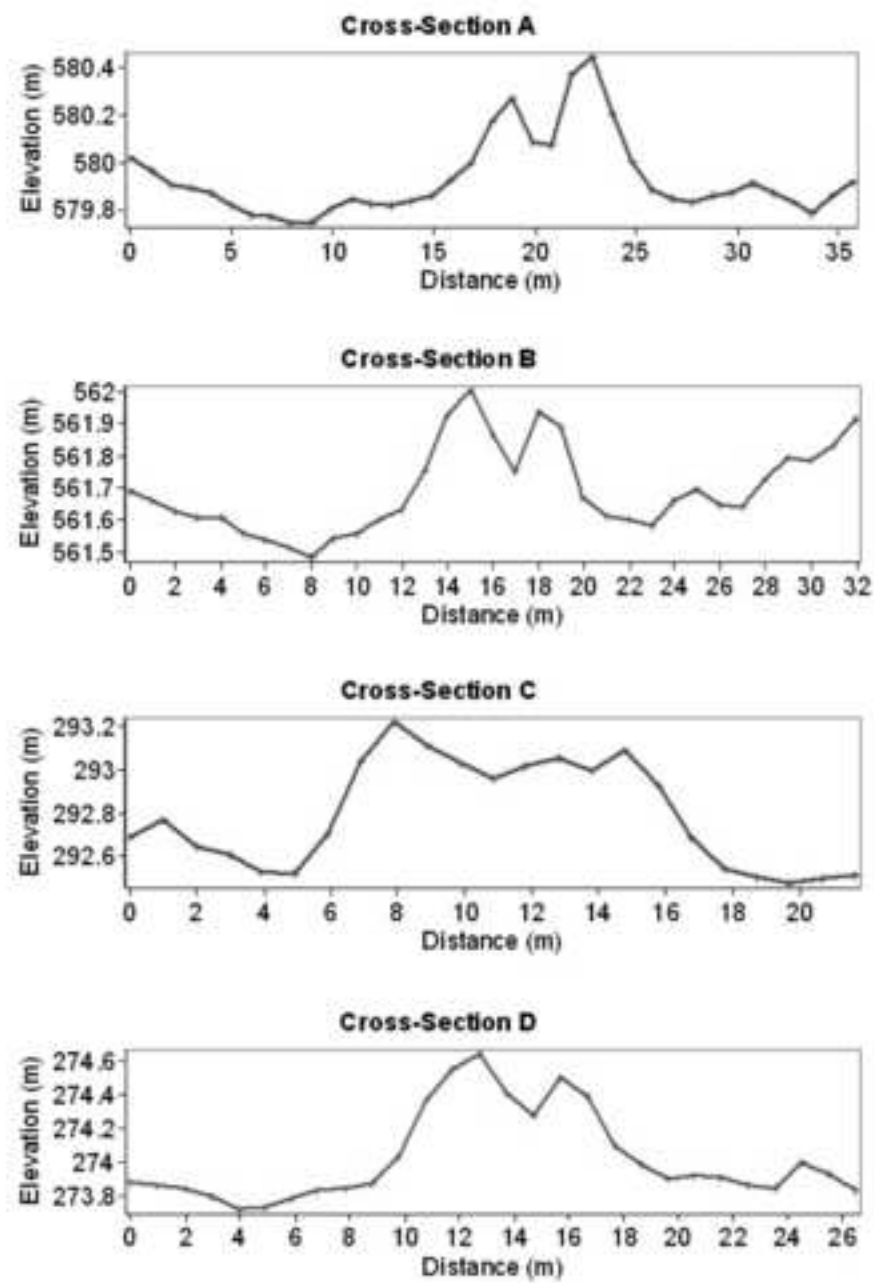 Cross-Section A
Elevation (m)
580.4
580.2
580
579.8
0 5 10 15 20 25 30 35
Distance (m)
Cross-Section B
Elevation (m)
562
561.9
561.8
561.7
561.6
561.5
0 2 4 6 8 10 12 14 16 18 20 22 24 26 28 30 32
Distance (m)
Cross-Section C
Elevation (m)
293.2
293
292.8
292.6
0 2 4 6 8 10 12 14 16 18 20
Distance (m)
Cross-Section D
Elevation (m)
274.6
274.4
274.2
274
273.8
0 2 4 6 8 10 12 14 16 18 20 22 24 26
Distance (m)